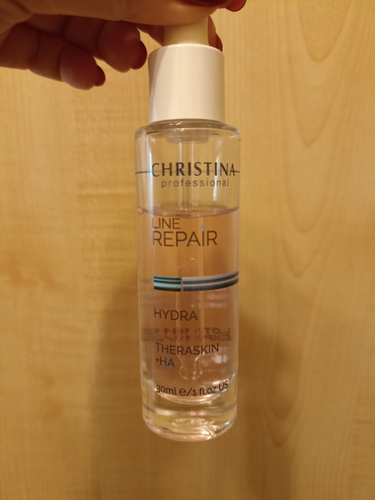 CHRISTINA
professional
LINE
REPAIR
HYDRA
THERASKIN
+HA
30ml e/1 fl oz US